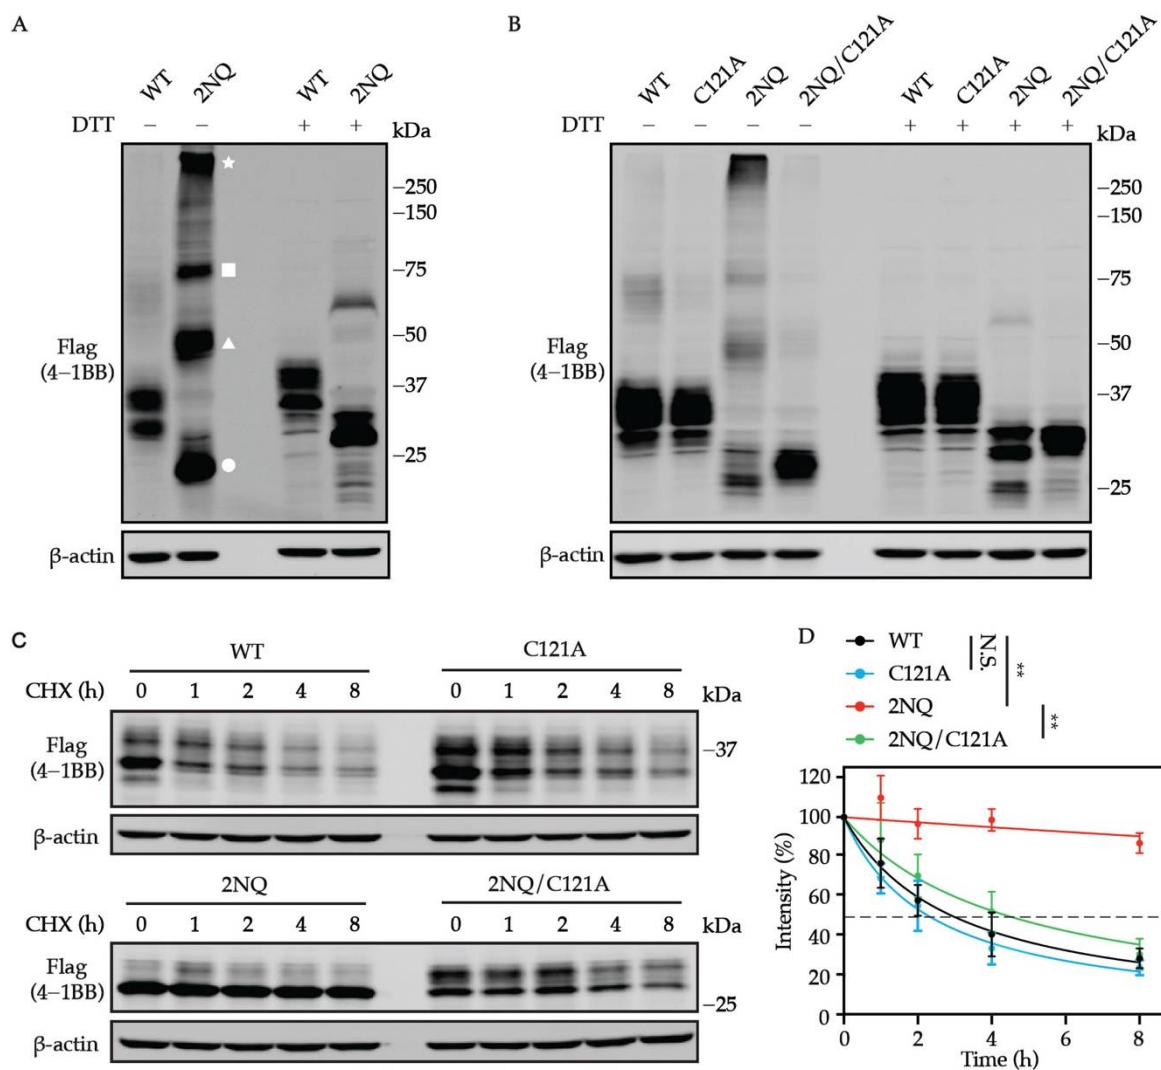 A
WT 2NQ WT 2NQ
DTT − − + + kDa
−250
−150
−75
−50
Flag
(4−1BB)
−37
−25
β-actin
B
WT C121A 2NQ 2NQ/C121A WT C121A 2NQ 2NQ/C121A
− − − − + + + + kDa
−250
−150
−75
−50
Flag
(4−1BB)
−37
−25
β-actin
C
WT C121A
CHX (h) 0 1 2 4 8 0 1 2 4 8 kDa
Flag
(4−1BB)
−37
β-actin
2NQ 2NQ/C121A
CHX (h) 0 1 2 4 8 0 1 2 4 8 kDa
Flag
(4−1BB)
−25
β-actin
D
WT
C121A
2NQ
2NQ/C121A
N.S.
**
**
120
100
80
60
40
20
0
Intensity (%)
0 2 4 6 8
Time (h)